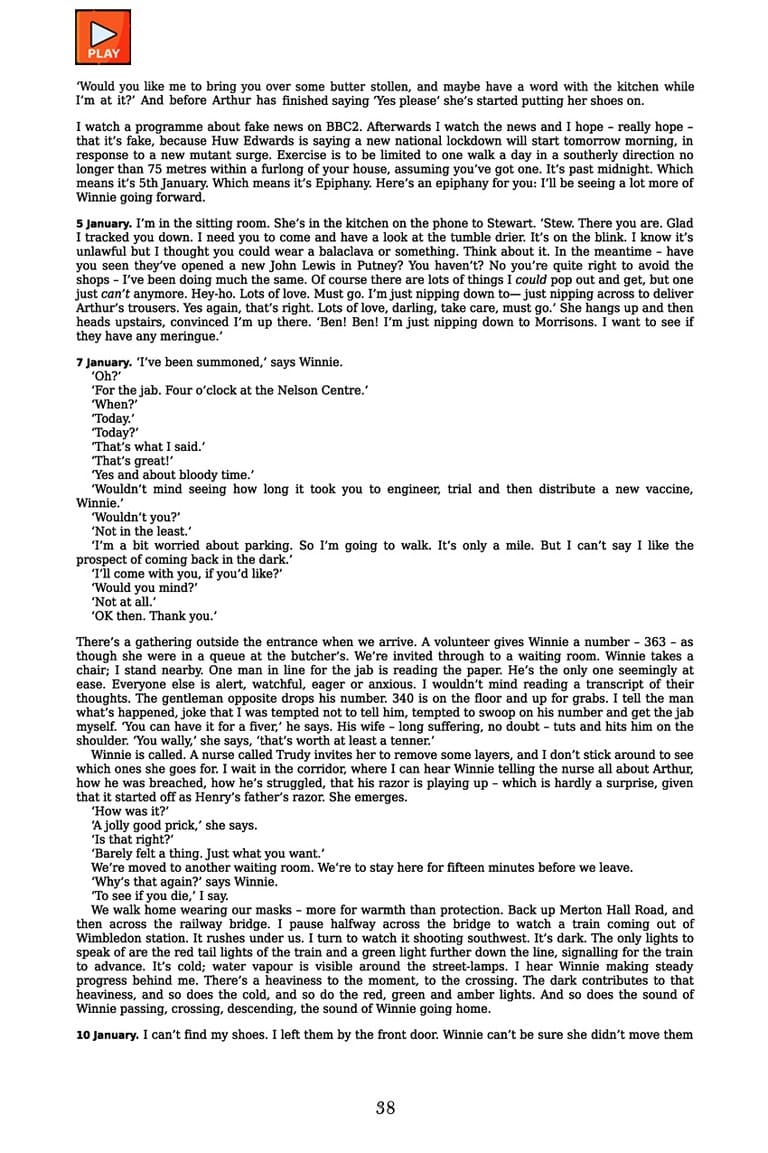 PLAY
‘Would you like me to bring you over some butter stollen, and maybe have a word with the kitchen while
I’m at it?’ And before Arthur has finished saying ‘Yes please’ she’s started putting her shoes on.
I watch a programme about fake news on BBC2. Afterwards I watch the news and I hope – really hope –
that it’s fake, because Huw Edwards is saying a new national lockdown will start tomorrow morning, in
response to a new mutant surge. Exercise is to be limited to one walk a day in a southerly direction no
longer than 75 metres within a furlong of your house, assuming you’ve got one. It’s past midnight. Which
means it’s 5th January. Which means it’s Epiphany. Here’s an epiphany for you: I’ll be seeing a lot more of
Winnie going forward.
5 January. I’m in the sitting room. She’s in the kitchen on the phone to Stewart. ‘Stew. There you are. Glad
I tracked you down. I need you to come and have a look at the tumble drier. It’s on the blink. I know it’s
unlawful but I thought you could wear a balaclava or something. Think about it. In the meantime – have
you seen they’ve opened a new John Lewis in Putney? You haven’t? No you’re quite right to avoid the
shops – I’ve been doing much the same. Of course there are lots of things I could pop out and get, but one
just can’t anymore. Hey-ho. Lots of love. Must go. I’m just nipping down to— just nipping across to deliver
Arthur’s trousers. Yes again, that’s right. Lots of love, darling, take care, must go.’ She hangs up and then
heads upstairs, convinced I’m up there. ‘Ben! Ben! I’m just nipping down to Morrisons. I want to see if
they have any meringue.’
7 January. ‘I’ve been summoned,’ says Winnie.
‘Oh?’
‘For the jab. Four o’clock at the Nelson Centre.’
‘When?’
‘Today.’
‘Today?’
‘That’s what I said.’
‘That’s great!’
‘Yes and about bloody time.’
‘Wouldn’t mind seeing how long it took you to engineer, trial and then distribute a new vaccine,
Winnie.’
‘Wouldn’t you?’
‘Not in the least.’
‘I’m a bit worried about parking. So I’m going to walk. It’s only a mile. But I can’t say I like the
prospect of coming back in the dark.’
‘I’ll come with you, if you’d like?’
‘Would you mind?’
‘Not at all.’
‘OK then. Thank you.’
There’s a gathering outside the entrance when we arrive. A volunteer gives Winnie a number – 363 – as
though she were in a queue at the butcher’s. We’re invited through to a waiting room. Winnie takes a
chair; I stand nearby. One man in line for the jab is reading the paper. He’s the only one seemingly at
ease. Everyone else is alert, watchful, eager or anxious. I wouldn’t mind reading a transcript of their
thoughts. The gentleman opposite drops his number. 340 is on the floor and up for grabs. I tell the man
what’s happened, joke that I was tempted not to tell him, tempted to swoop on his number and get the jab
myself. ‘You can have it for a fiver,’ he says. His wife – long suffering, no doubt – tuts and hits him on the
shoulder. ‘You wally,’ she says, ‘that’s worth at least a tenner.’
Winnie is called. A nurse called Trudy invites her to remove some layers, and I don’t stick around to see
which ones she goes for. I wait in the corridor, where I can hear Winnie telling the nurse all about Arthur,
how he was breached, how he’s struggled, that his razor is playing up – which is hardly a surprise, given
that it started off as Henry’s father’s razor. She emerges.
‘How was it?’
‘A jolly good prick,’ she says.
‘Is that right?’
‘Barely felt a thing. Just what you want.’
We’re moved to another waiting room. We’re to stay here for fifteen minutes before we leave.
‘Why’s that again?’ says Winnie.
‘To see if you die,’ I say.
We walk home wearing our masks – more for warmth than protection. Back up Merton Hall Road, and
then across the railway bridge. I pause halfway across the bridge to watch a train coming out of
Wimbledon station. It rushes under us. I turn to watch it shooting southwest. It’s dark. The only lights to
speak of are the red tail lights of the train and a green light further down the line, signalling for the train
to advance. It’s cold; water vapour is visible around the street-lamps. I hear Winnie making steady
progress behind me. There’s a heaviness to the moment, to the crossing. The dark contributes to that
heaviness, and so does the cold, and so do the red, green and amber lights. And so does the sound of
Winnie passing, crossing, descending, the sound of Winnie going home.
10 January. I can’t find my shoes. I left them by the front door. Winnie can’t be sure she didn’t move them
38